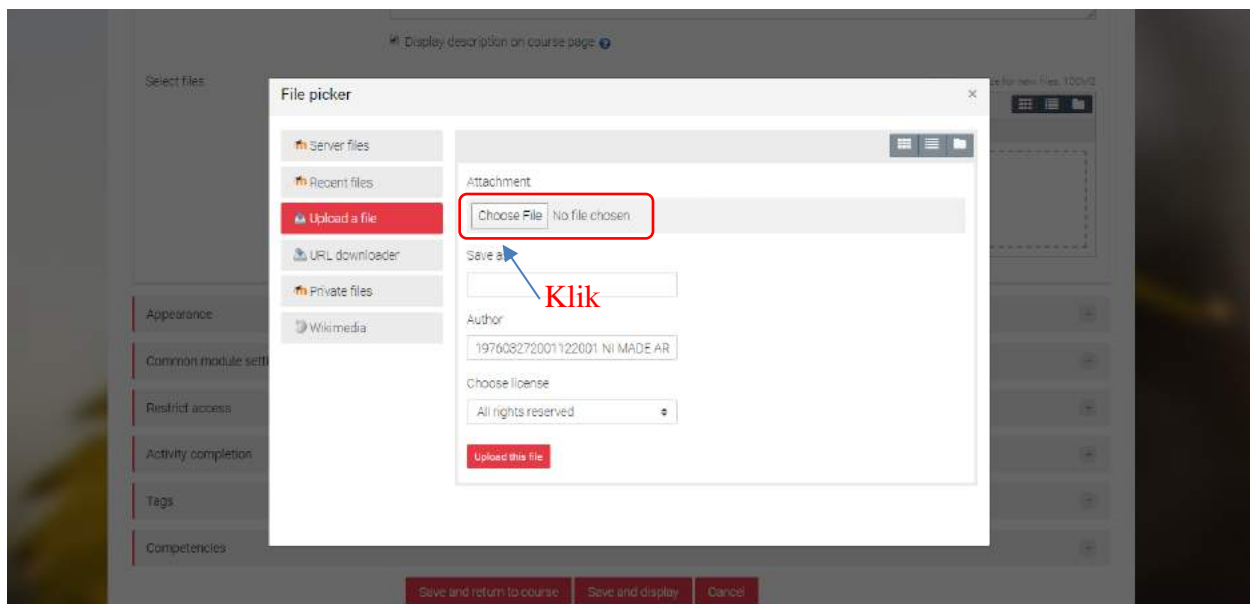 Display description on course page
Select files
File picker
×
Server files
Recent files
Upload a file
URL downloader
Private files
Wikimedia
Attachment
Choose File No file chosen
Save as
Klik
Author
197603272001122001 NI MADE AR
Choose license
All rights reserved
Upload this file
Appearance
Common module setti
Restrict access
Activity completion
Tags
Competencies
Save and return to course
Save and display
Cancel